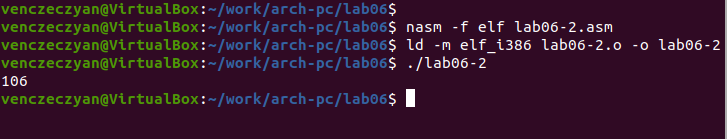 venczeczyan@VirtualBox:~/work/arch-pc/lab06$
venczeczyan@VirtualBox:~/work/arch-pc/lab06$ nasm -f elf lab06-2.asm
venczeczyan@VirtualBox:~/work/arch-pc/lab06$ ld -m elf_i386 lab06-2.o -o lab06-2
venczeczyan@VirtualBox:~/work/arch-pc/lab06$ ./lab06-2
106
venczeczyan@VirtualBox:~/work/arch-pc/lab06$